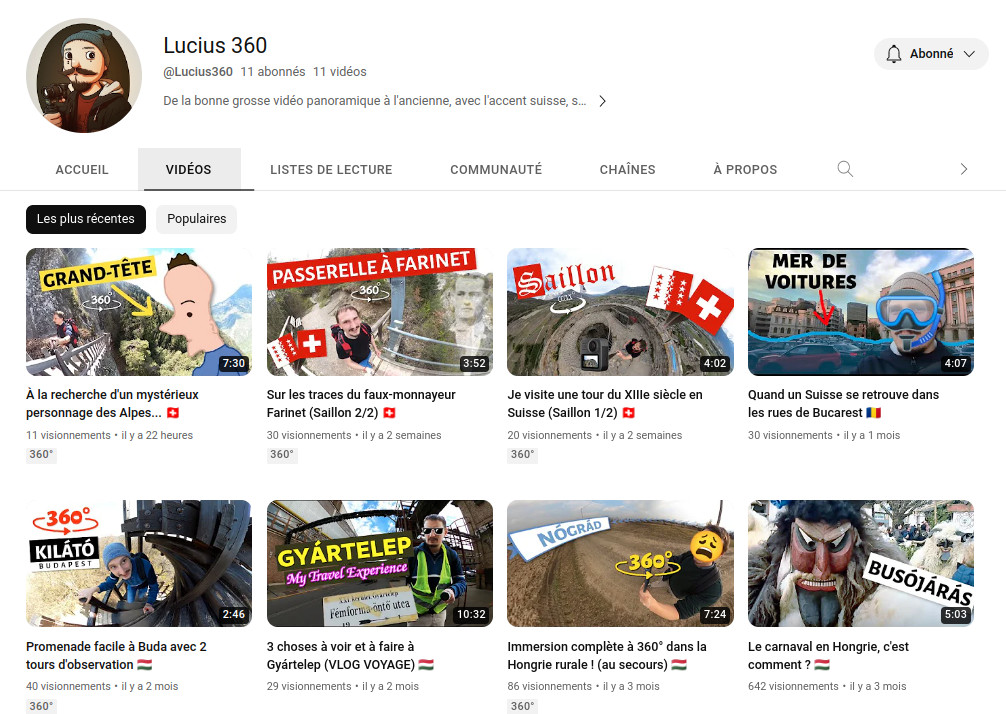 Lucius 360
@Lucius360 11 abonnés 11 vidéos
De la bonne grosse vidéo panoramique à l'ancienne, avec l'accent suisse, s...
Abonné
ACCUEIL VIDÉOS LISTES DE LECTURE COMMUNAUTÉ CHAÎNES À PROPOS
Les plus récentes Populaires
GRAND-TÊTE
360°
7:30
PASSERELLE À FARINET
360°
3:52
Saillon
4:02
MER DE
VOITURES
4:07
À la recherche d'un mystérieux
personnage des Alpes... 🇨🇭
11 visionnements • il y a 22 heures
360°
Sur les traces du faux-monnayeur
Farinet (Saillon 2/2) 🇨🇭
30 visionnements • il y a 2 semaines
360°
Je visite une tour du XIIIe siècle en
Suisse (Saillon 1/2) 🇨🇭
20 visionnements • il y a 2 semaines
360°
Quand un Suisse se retrouve dans
les rues de Bucarest 🇷🇴
30 visionnements • il y a 1 mois
360°
KILÁTÓ
BUDAPEST
2:46
GYÁRTELEP
My Travel Experience
Fémforma-öntő utca
10:32
NÓGRÁD
360°
7:24
BUSÓJÁRÁS
5:03
Promenade facile à Buda avec 2
tours d'observation 🇭🇺
40 visionnements • il y a 2 mois
360°
3 choses à voir et à faire à
Gyártelep (VLOG VOYAGE) 🇭🇺
29 visionnements • il y a 2 mois
Immersion complète à 360° dans la
Hongrie rurale ! (au secours) 🇭🇺
86 visionnements • il y a 3 mois
360°
Le carnaval en Hongrie, c'est
comment ? 🇭🇺
642 visionnements • il y a 3 mois